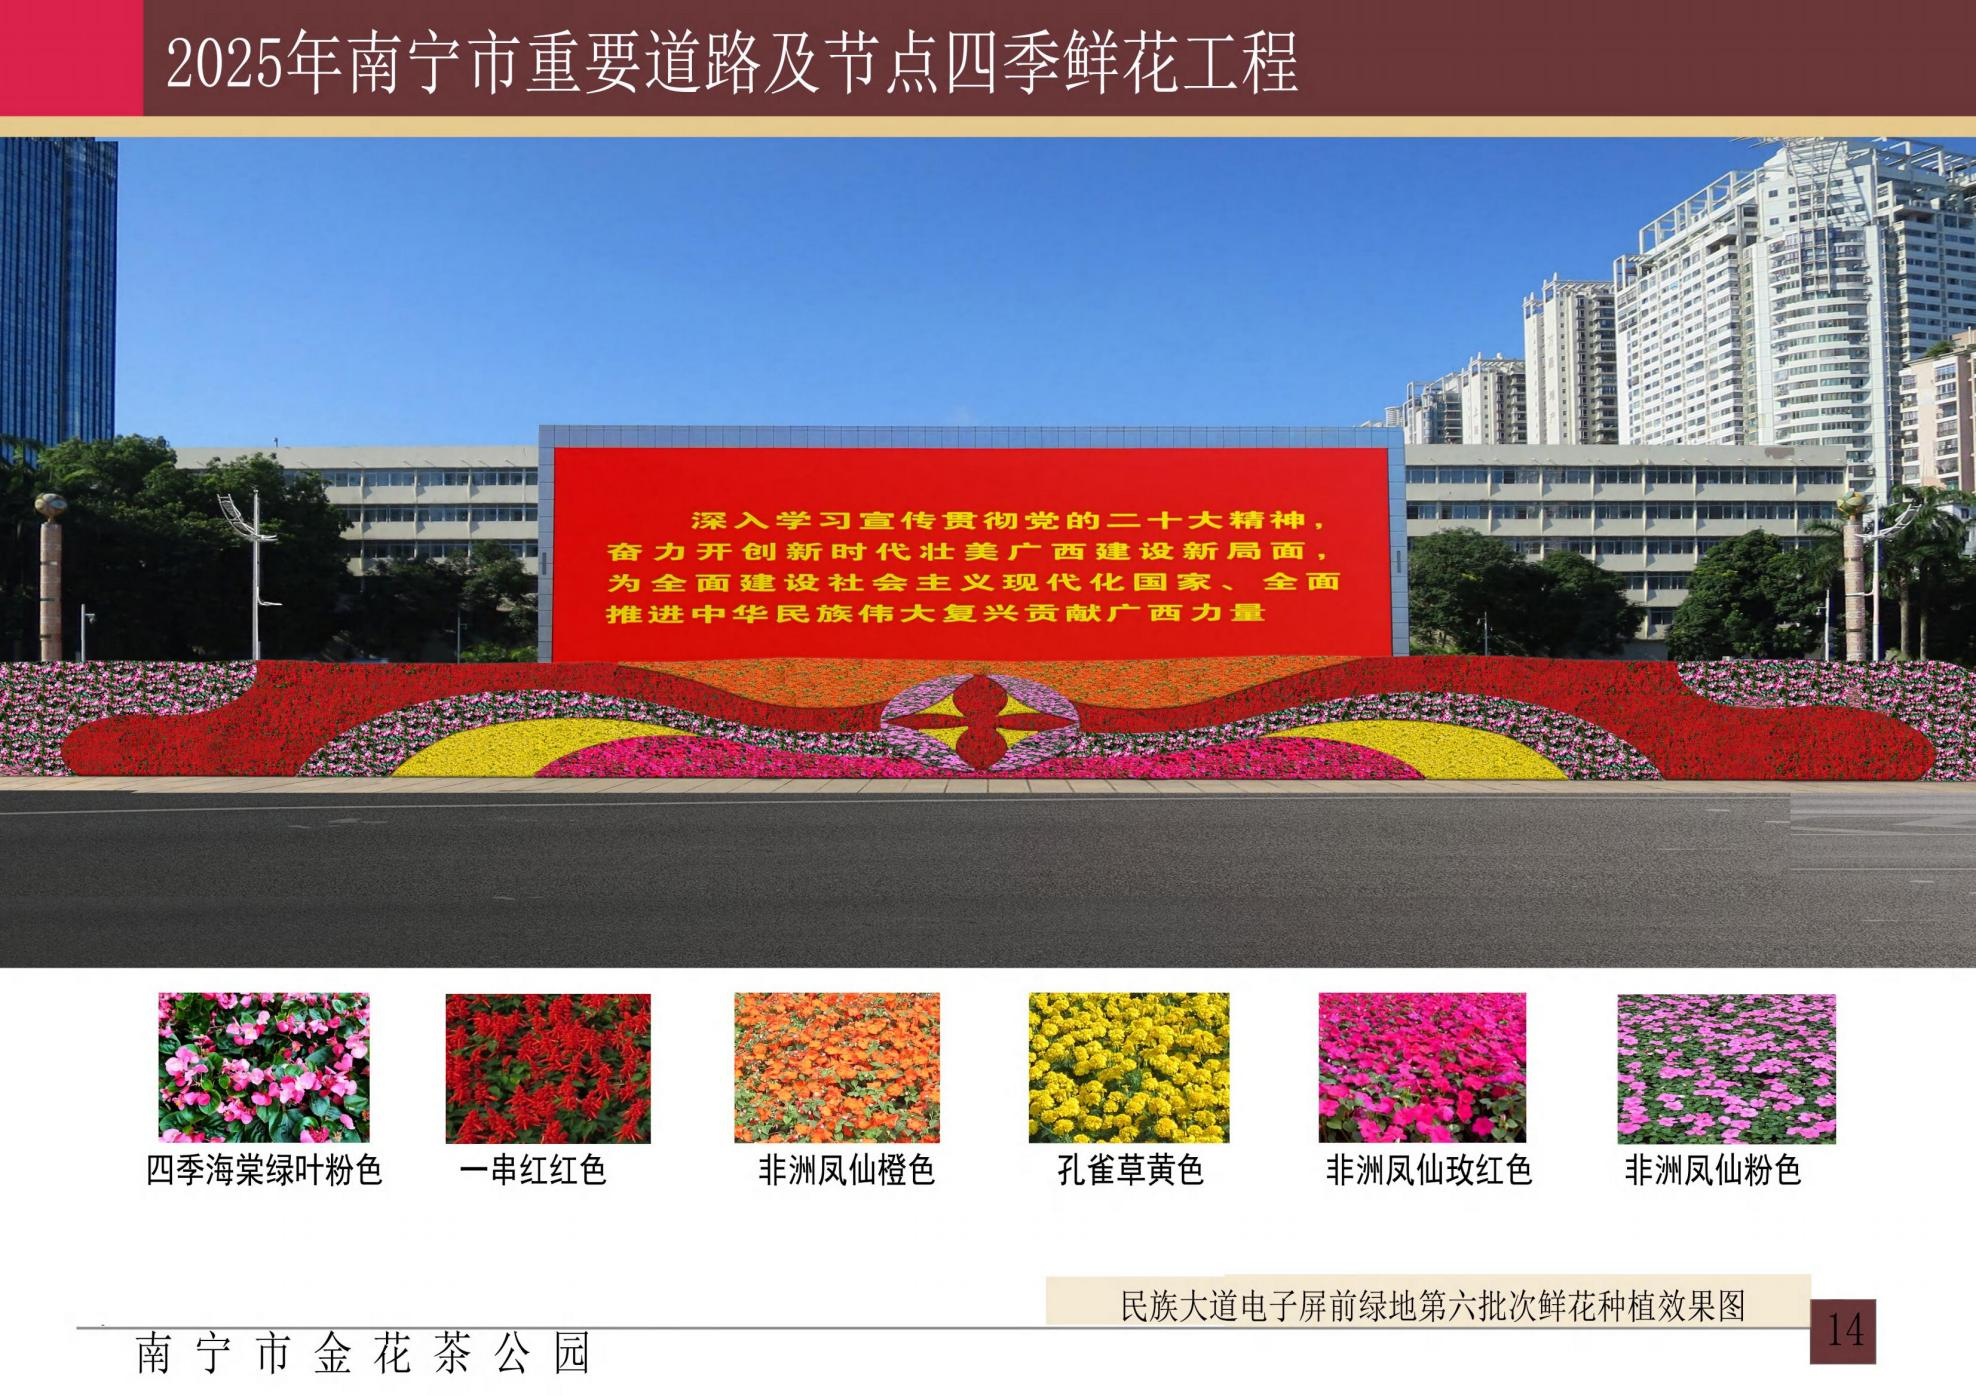 2025年南宁市重要道路及节点四季鲜花工程
深入学习宣传贯彻党的二十大精神，
奋力开创新时代壮美广西建设新局面，
为全面建设社会主义现代化国家、全面
推进中华民族伟大复兴贡献广西力量
四季海棠绿叶粉色
一串红红色
非洲凤仙橙色
孔雀草黄色
非洲凤仙玫红色
非洲凤仙粉色
民族大道电子屏前绿地第六批次鲜花种植效果图
14
南宁市金花茶公园